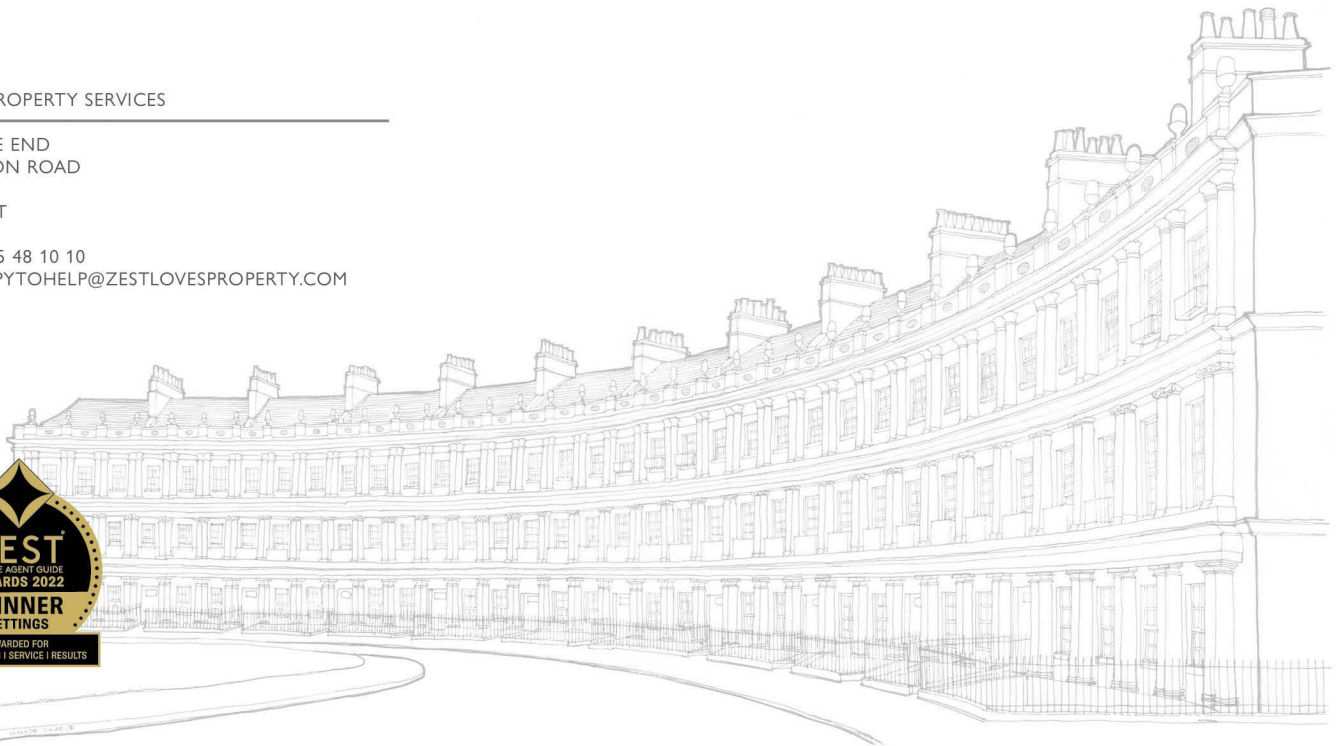 ROPERTY SERVICES
E END
ON ROAD
T
5 48 10 10
PYTOHELP@ZESTLOVESPROPERTY.COM
EST
E AGENT GUIDE
ARDS 2022
INNER
ETTINGS
ARDED FOR
I SERVICE I RESULTS